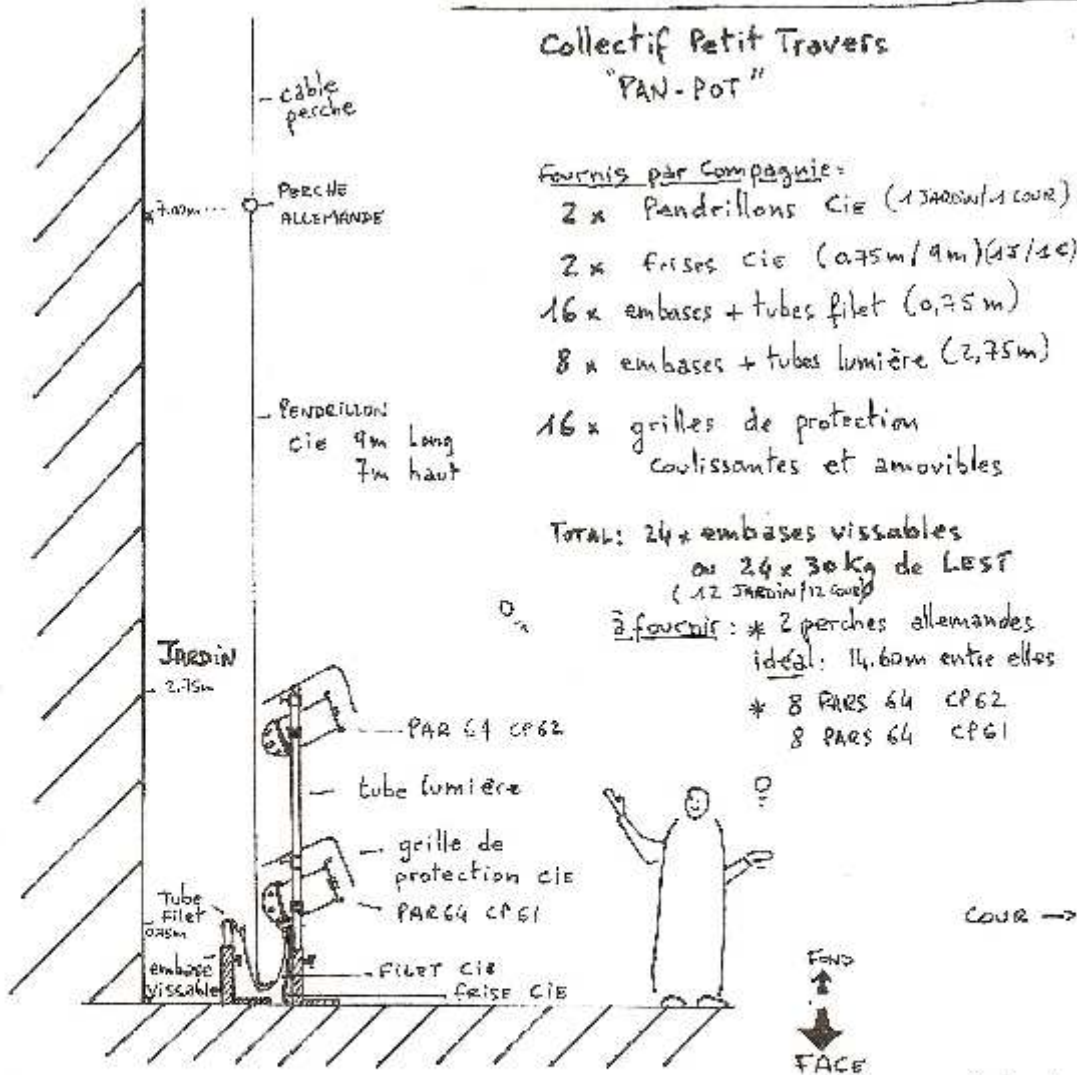 Collectif Petit Travers
"PAN-POT"
Fournis par Compagnie:
2 x Pendrillons CiE (1 JARDIN/1 COUR)
2 x frises CiE (0.75m/9m)(1J/1C)
16 x embases + tubes filet (0,75m)
8 x embases + tubes lumière (2,75m)
16 x grilles de protection
coulissantes et amovibles
TOTAL: 24 x embases vissables
ou 24 x 30Kg de LEST
(12 JARDIN/12 COUR)
à fournir: * 2 perches allemandes
idéal: 14.60m entre elles
* 8 PARS 64 CP62
8 PARS 64 CP61
cable
perche
PERCHE
ALLEMANDE
PENDRILLON
CiE 9m Long
7m haut
JARDIN
2.75m
PAR 64 CP62
tube lumière
grille de
protection CiE
PAR64 CP61
Tube
filet
0.75m
embase
vissable
FILET CiE
FRISE CiE
COUR →
FOND
FACE